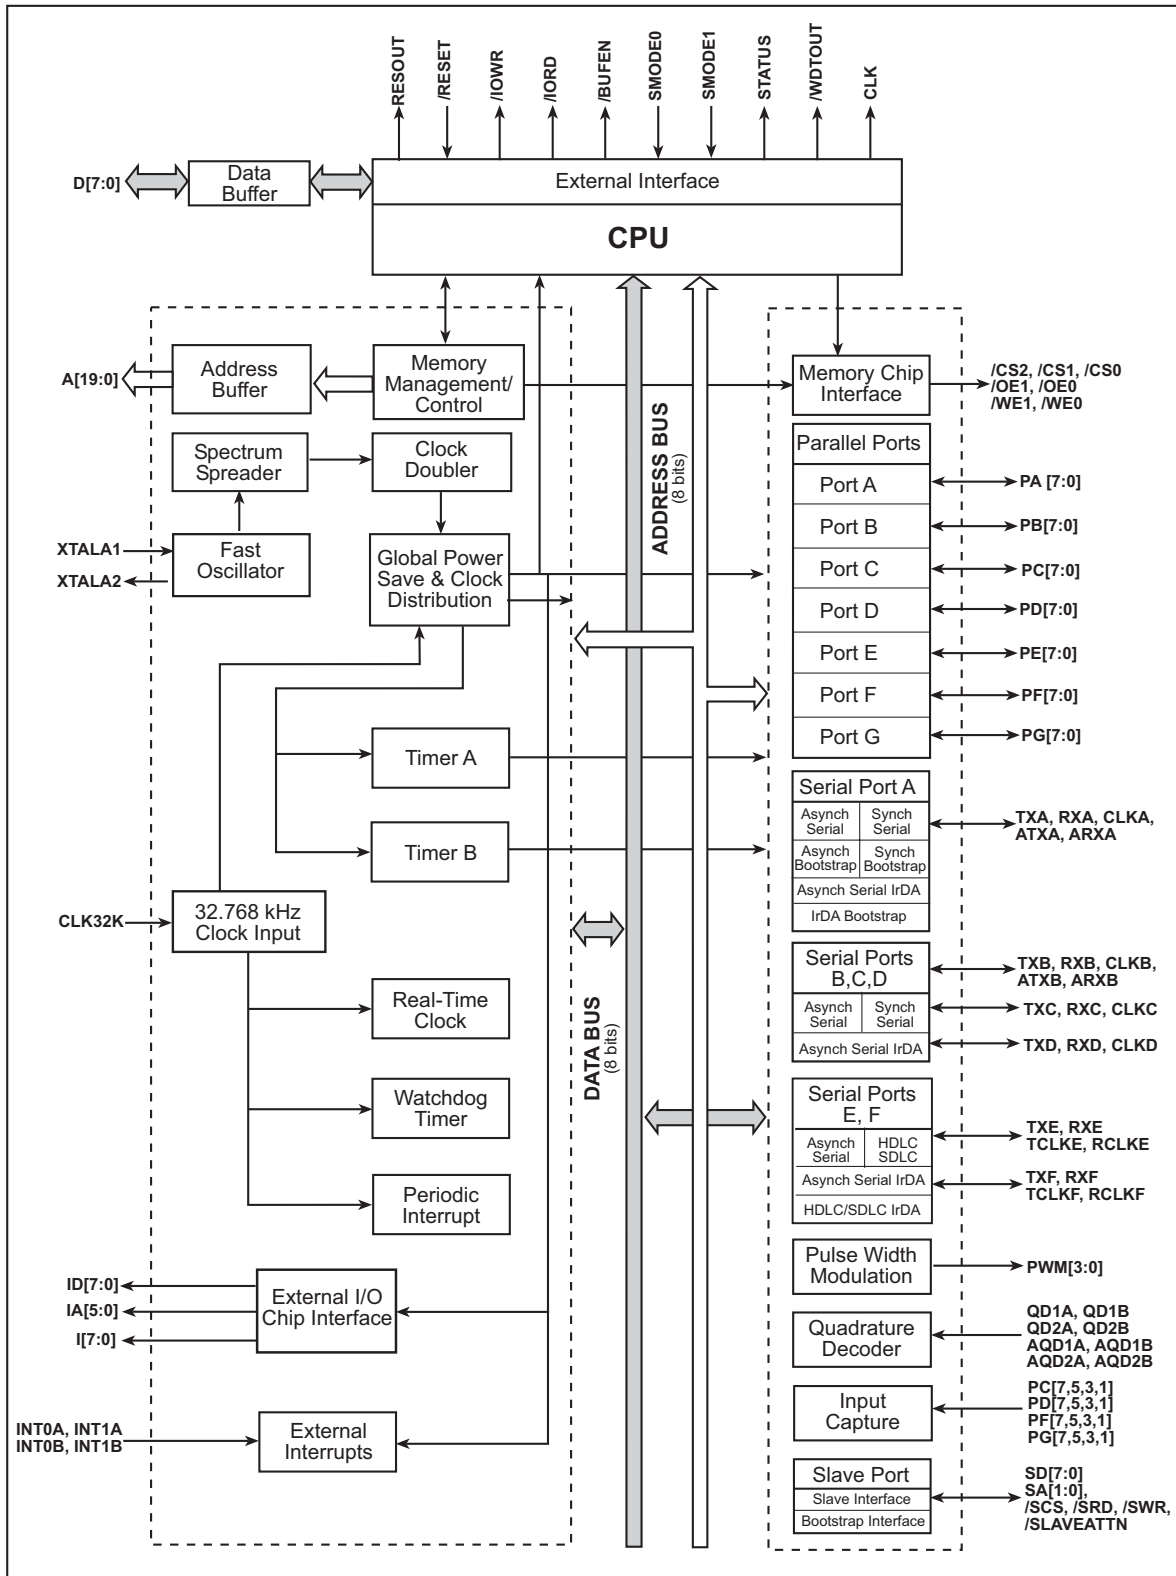 RESOUT
/RESET
/IOWR
/IORD
/BUFEN
SMODE0
SMODE1
STATUS
/WDTOUT
CLK
D[7:0]
Data
Buffer
External Interface
CPU
A[19:0]
Address
Buffer
Memory
Management/
Control
Memory Chip
Interface
/CS2, /CS1, /CS0
/OE1, /OE0
/WE1, /WE0
Spectrum
Spreader
Clock
Doubler
XTALA1
XTALA2
Fast
Oscillator
Global Power
Save & Clock
Distribution
ADDRESS BUS
(8 bits)
Parallel Ports
Port A
PA [7:0]
Port B
PB[7:0]
Port C
PC[7:0]
Port D
PD[7:0]
Port E
PE[7:0]
Port F
PF[7:0]
Port G
PG[7:0]
Timer A
Timer B
Serial Port A
Asynch
Serial
Synch
Serial
Asynch
Bootstrap
Synch
Bootstrap
Asynch Serial IrDA
IrDA Bootstrap
TXA, RXA, CLKA,
ATXA, ARXA
CLK32K
32.768 kHz
Clock Input
Real-Time
Clock
Watchdog
Timer
Periodic
Interrupt
DATA BUS
(8 bits)
Serial Ports
B,C,D
Asynch
Serial
Synch
Serial
Asynch Serial IrDA
TXB, RXB, CLKB,
ATXB, ARXB
TXC, RXC, CLKC
TXD, RXD, CLKD
Serial Ports
E, F
Asynch
Serial
HDLC
SDLC
Asynch Serial IrDA
HDLC/SDLC IrDA
TXE, RXE
TCLKE, RCLKE
TXF, RXF
TCLKF, RCLKF
ID[7:0]
IA[5:0]
I[7:0]
External I/O
Chip Interface
Pulse Width
Modulation
PWM[3:0]
Quadrature
Decoder
QD1A, QD1B
QD2A, QD2B
AQD1A, AQD1B
AQD2A, AQD2B
INT0A, INT1A
INT0B, INT1B
External
Interrupts
Input
Capture
PC[7,5,3,1]
PD[7,5,3,1]
PF[7,5,3,1]
PG[7,5,3,1]
Slave Port
Slave Interface
Bootstrap Interface
SD[7:0]
SA[1:0],
/SCS, /SRD, /SWR,
/SLAVEATTN